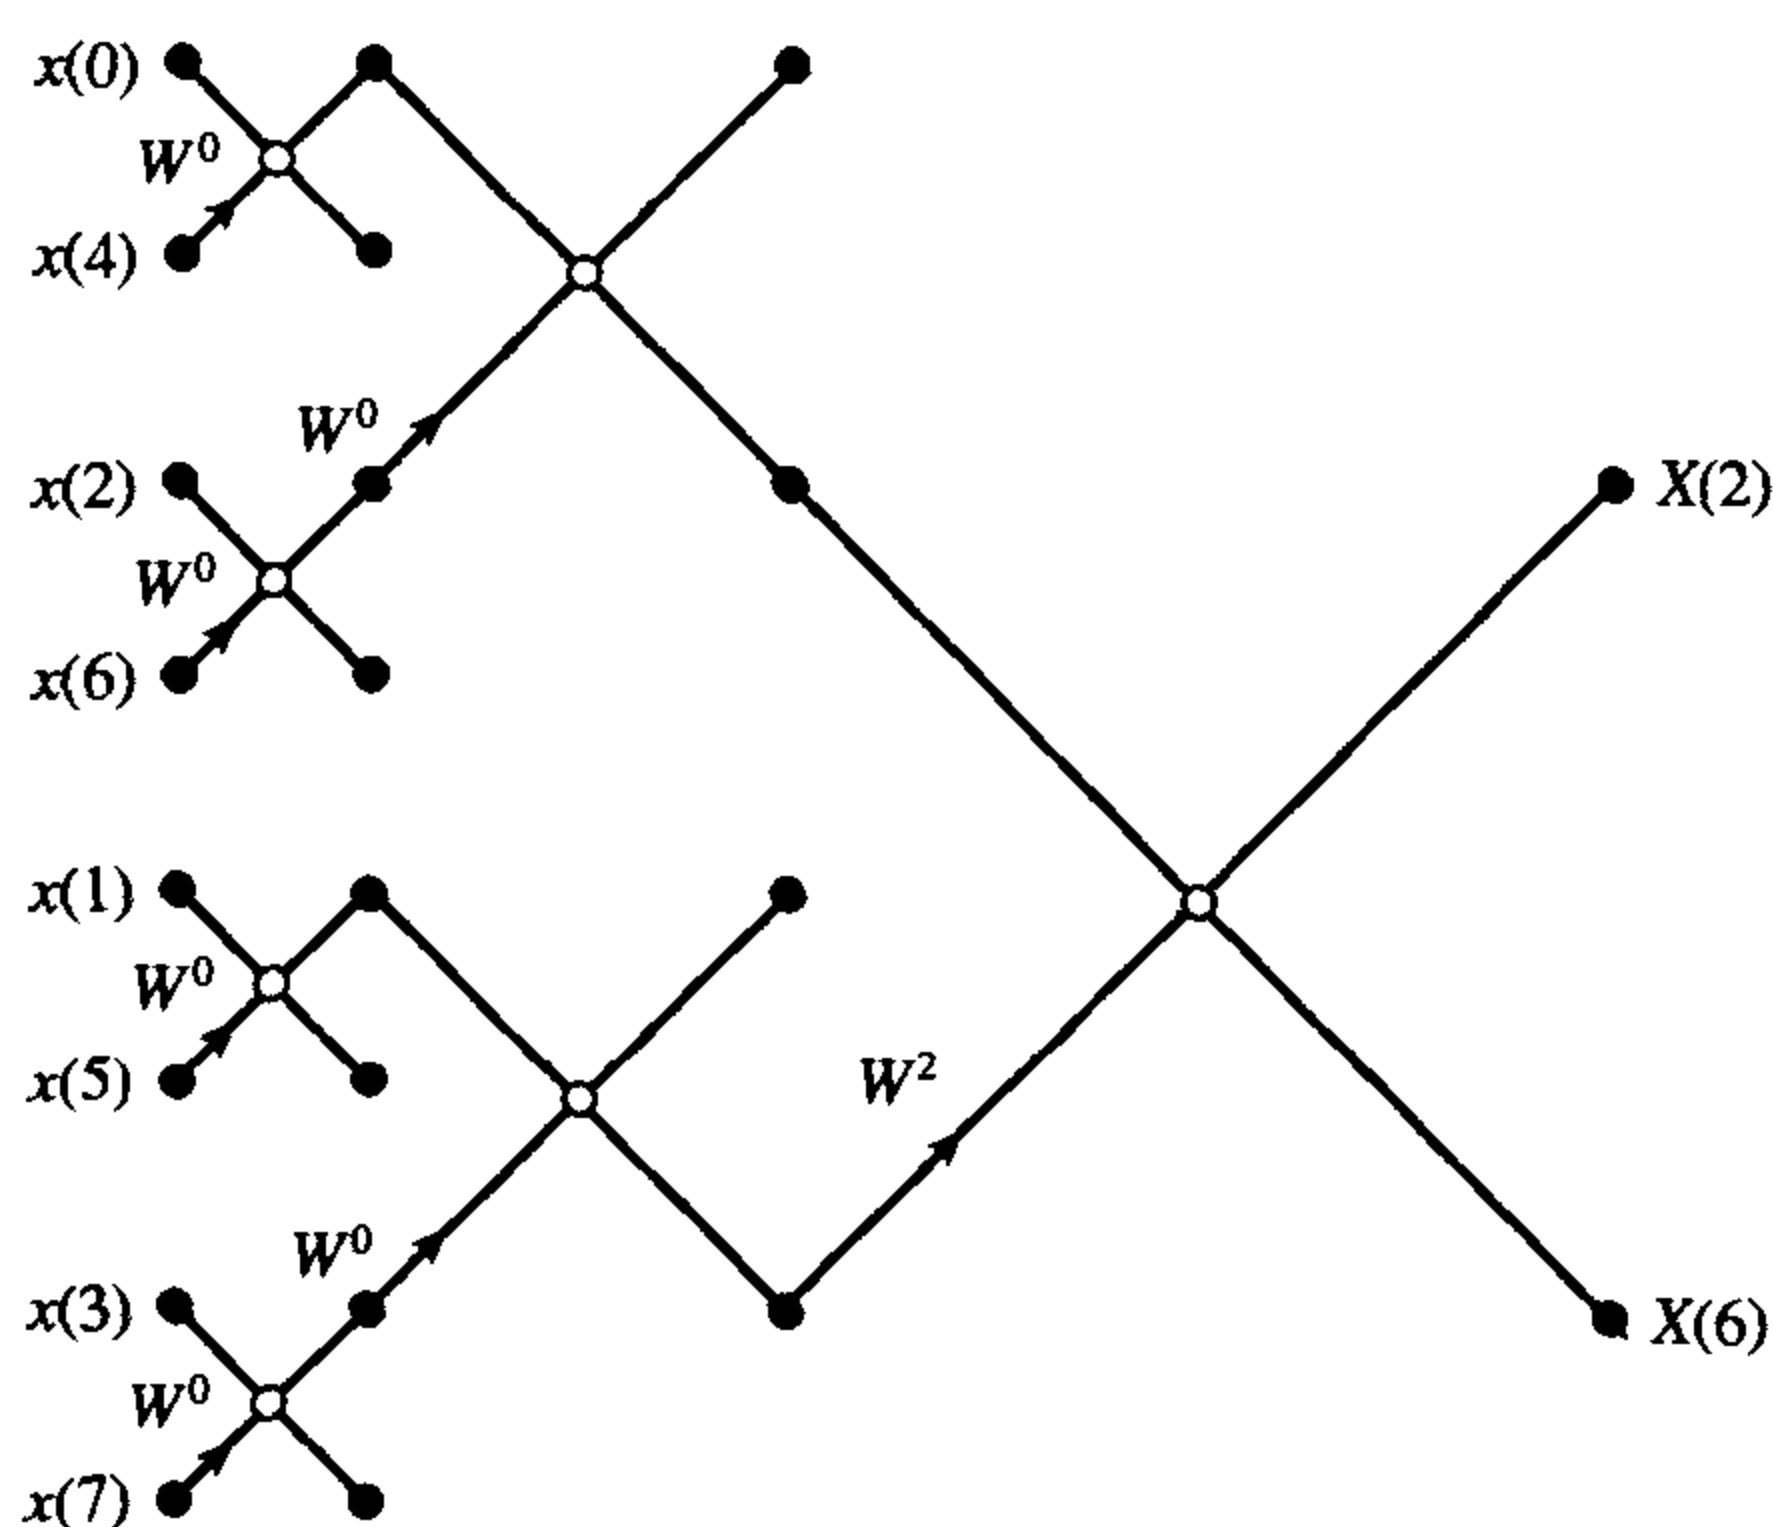 x(0)
W⁰
x(4)
W⁰
x(2)
X(2)
W⁰
x(6)
x(1)
W⁰
x(5)
W²
W⁰
x(3)
X(6)
W⁰
x(7)